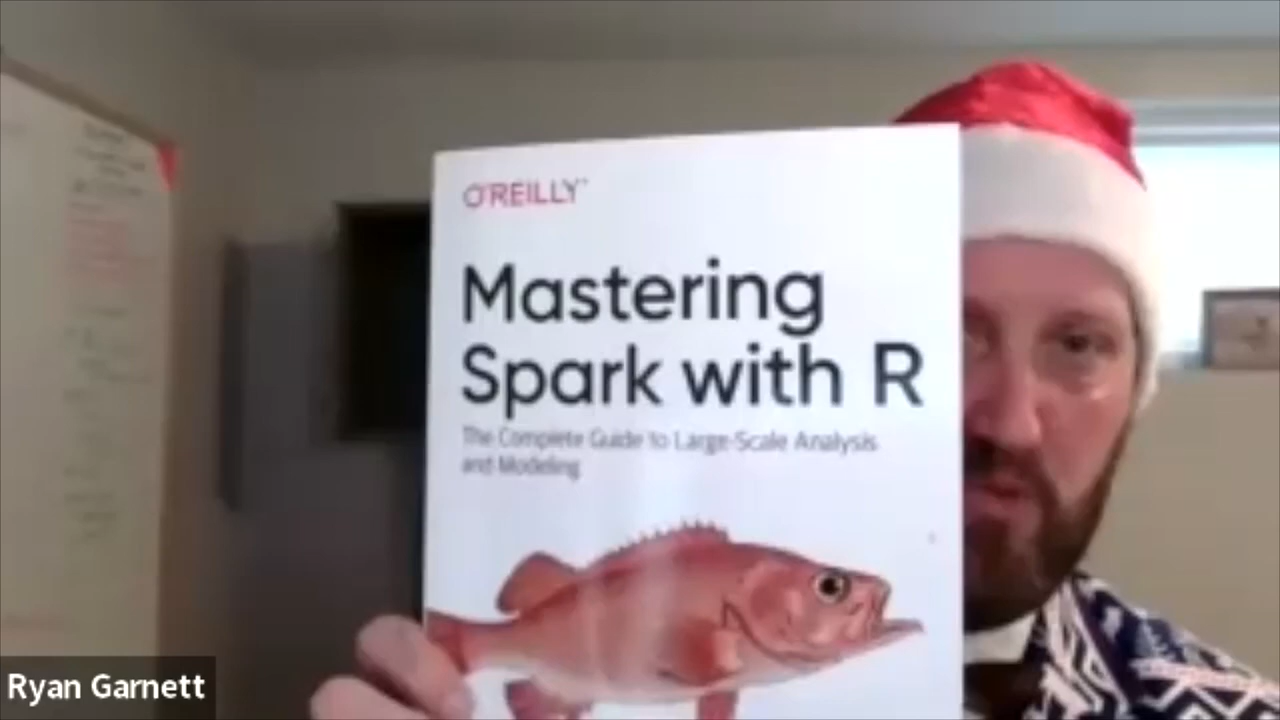 O'REILLY
Mastering
Spark with R
The Complete Guide to Large-Scale Analysis
and Modeling
Ryan Garnett